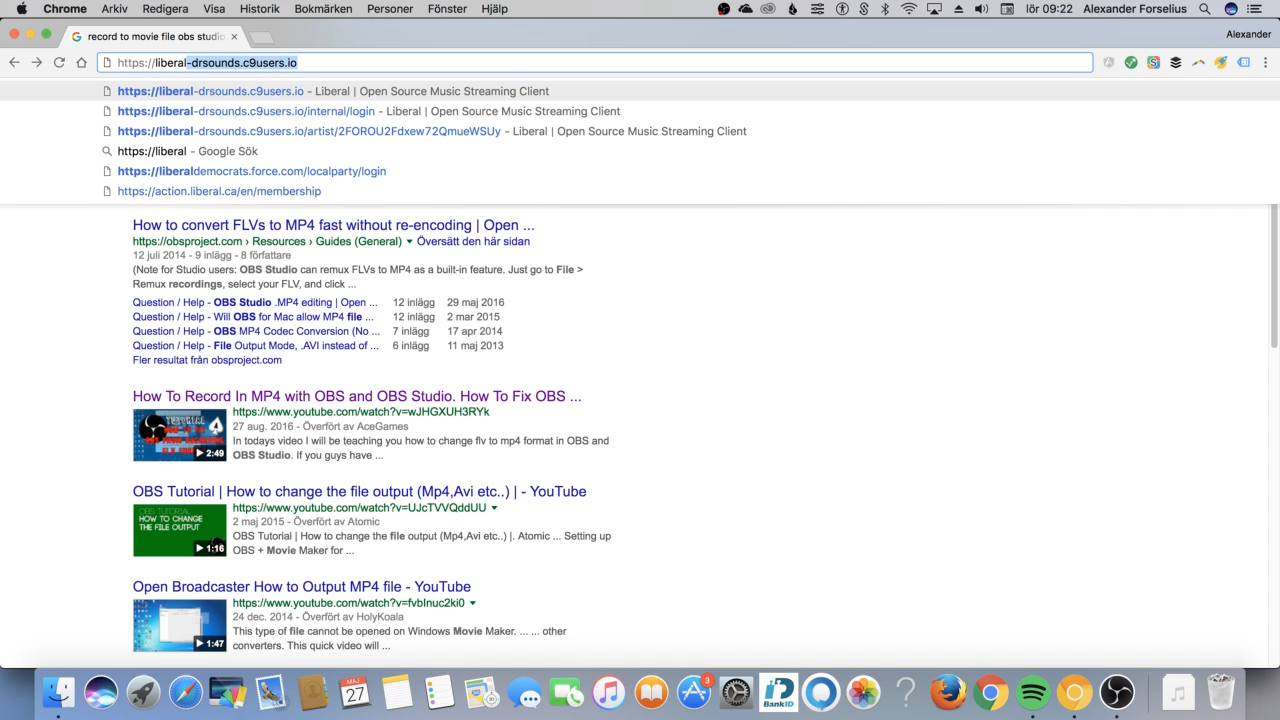 Chrome Arkiv Redigera Visa Historik Bokmärken Personer Fönster Hjälp lör 09:22 Alexander Forselius
record to movie file obs studio Alexander
https://liberal-drsounds.c9users.io
https://liberal-drsounds.c9users.io – Liberal | Open Source Music Streaming Client
https://liberal-drsounds.c9users.io/internal/login – Liberal | Open Source Music Streaming Client
https://liberal-drsounds.c9users.io/artist/2FOROU2Fdxew72QmueWSUy – Liberal | Open Source Music Streaming Client
https://liberal – Google Sök
https://liberaldemocrats.force.com/localparty/login
https://action.liberal.ca/en/membership
How to convert FLVs to MP4 fast without re-encoding | Open ...
https://obsproject.com › Resources › Guides (General) Översätt den här sidan
12 juli 2014 - 9 inlägg - 8 författare
(Note for Studio users: OBS Studio can remux FLVs to MP4 as a built-in feature. Just go to File >
Remux recordings, select your FLV, and click ...
Question / Help - OBS Studio .MP4 editing | Open ... 12 inlägg 29 maj 2016
Question / Help - Will OBS for Mac allow MP4 file ... 12 inlägg 2 mar 2015
Question / Help - OBS MP4 Codec Conversion (No ... 7 inlägg 17 apr 2014
Question / Help - File Output Mode, .AVI instead of ... 6 inlägg 11 maj 2013
Fler resultat från obsproject.com
How To Record In MP4 with OBS and OBS Studio. How To Fix OBS ...
https://www.youtube.com/watch?v=wJHGXUH3RYk
27 aug. 2016 - Överfört av AceGames
In todays video I will be teaching you how to change flv to mp4 format in OBS and
OBS Studio. If you guys have ...
TUTORIAL
2:49
OBS Tutorial | How to change the file output (Mp4,Avi etc..) | - YouTube
https://www.youtube.com/watch?v=UJcTVVQddUU
2 maj 2015 - Överfört av Atomic
OBS Tutorial | How to change the file output (Mp4,Avi etc..) |. Atomic ... Setting up
OBS + Movie Maker for ...
OBS TUTORIAL
HOW TO CHANGE
THE FILE OUTPUT
1:16
Open Broadcaster How to Output MP4 file - YouTube
https://www.youtube.com/watch?v=fvbInuc2ki0
24 dec. 2014 - Överfört av HolyKoala
This type of file cannot be opened on Windows Movie Maker. ... ... other
converters. This quick video will ...
1:47
MAJ
27
3
iD
BankID